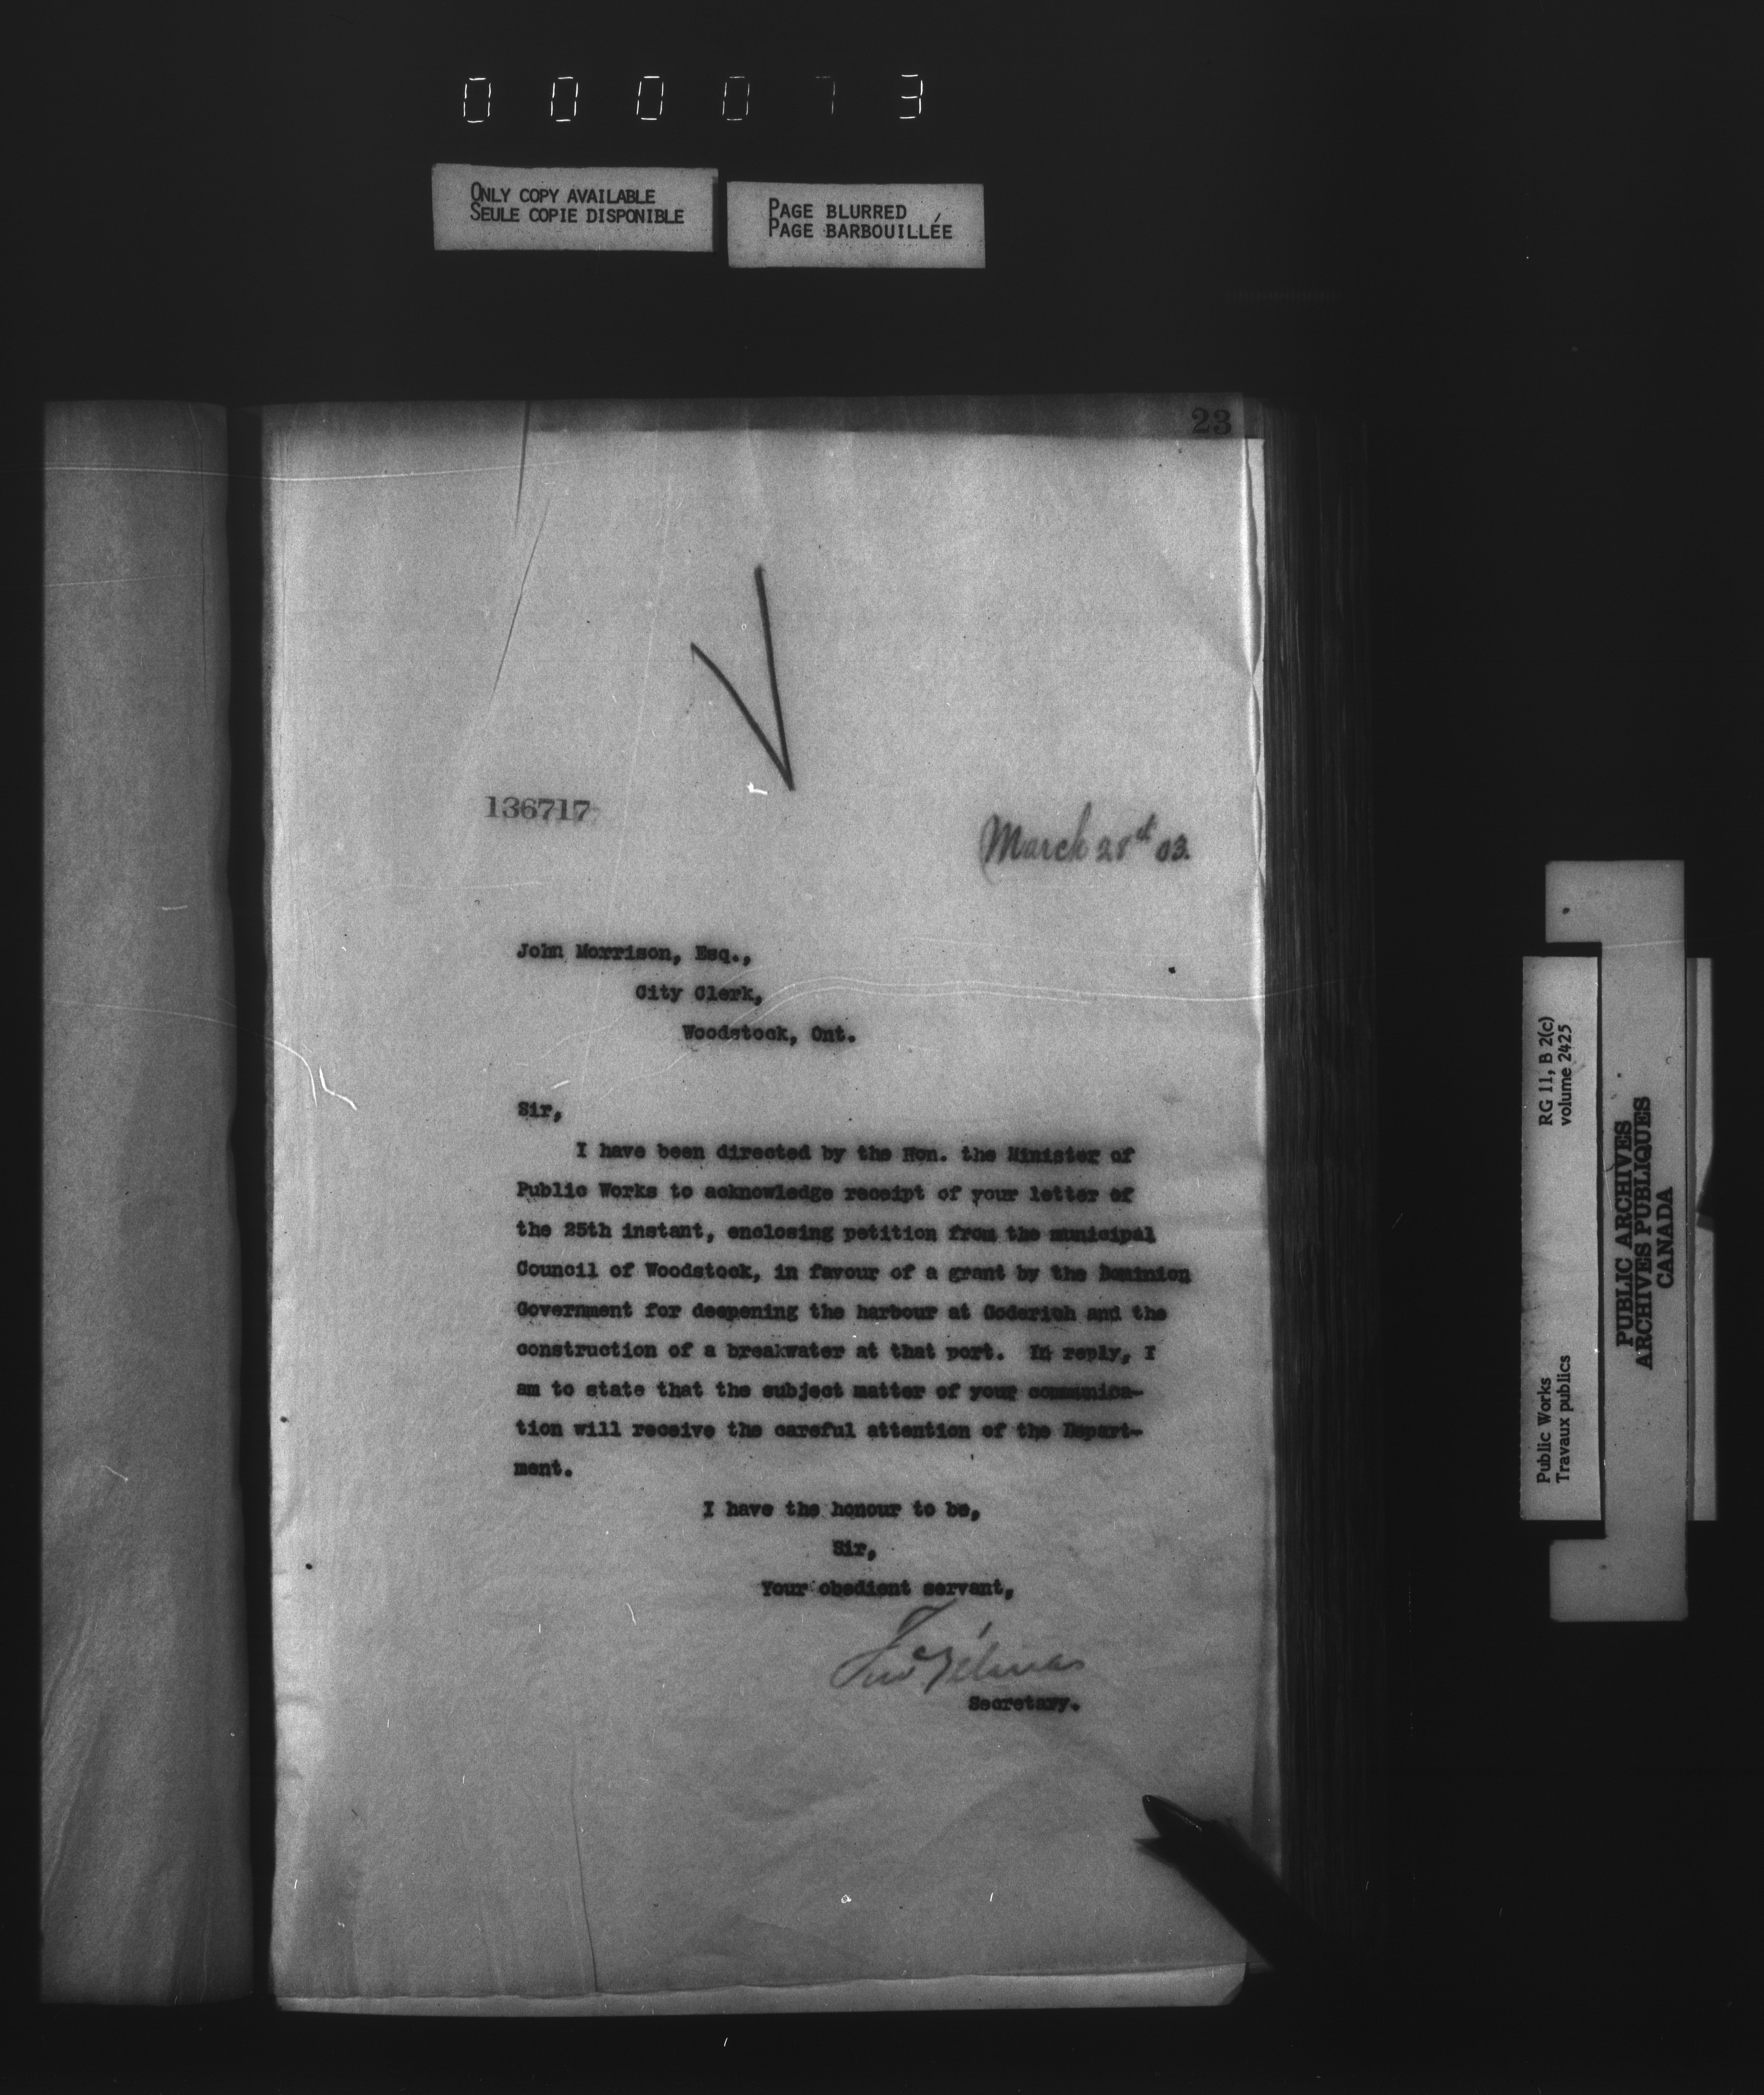 0 0 0 0 7 3
ONLY COPY AVAILABLE
SEULE COPIE DISPONIBLE
PAGE BLURRED
PAGE BARBOUILLÉE
23
136717
March 28th 03.
John Morrison, Esq.,
City Clerk,
Woodstock, Ont.
Sir,
I have been directed by the Hon. the Minister of
Public Works to acknowledge receipt of your letter of
the 25th instant, enclosing petition from the municipal
Council of Woodstock, in favour of a grant by the Dominion
Government for deepening the harbour at Goderich and the
construction of a breakwater at that port. In reply, I
am to state that the subject matter of your communica-
tion will receive the careful attention of the Depart-
ment.
I have the honour to be,
Sir,
Your obedient servant,
Secretary.
Public Works
Travaux publics
RG 11, B 2(c)
volume 2425
PUBLIC ARCHIVES
ARCHIVES PUBLIQUES
CANADA